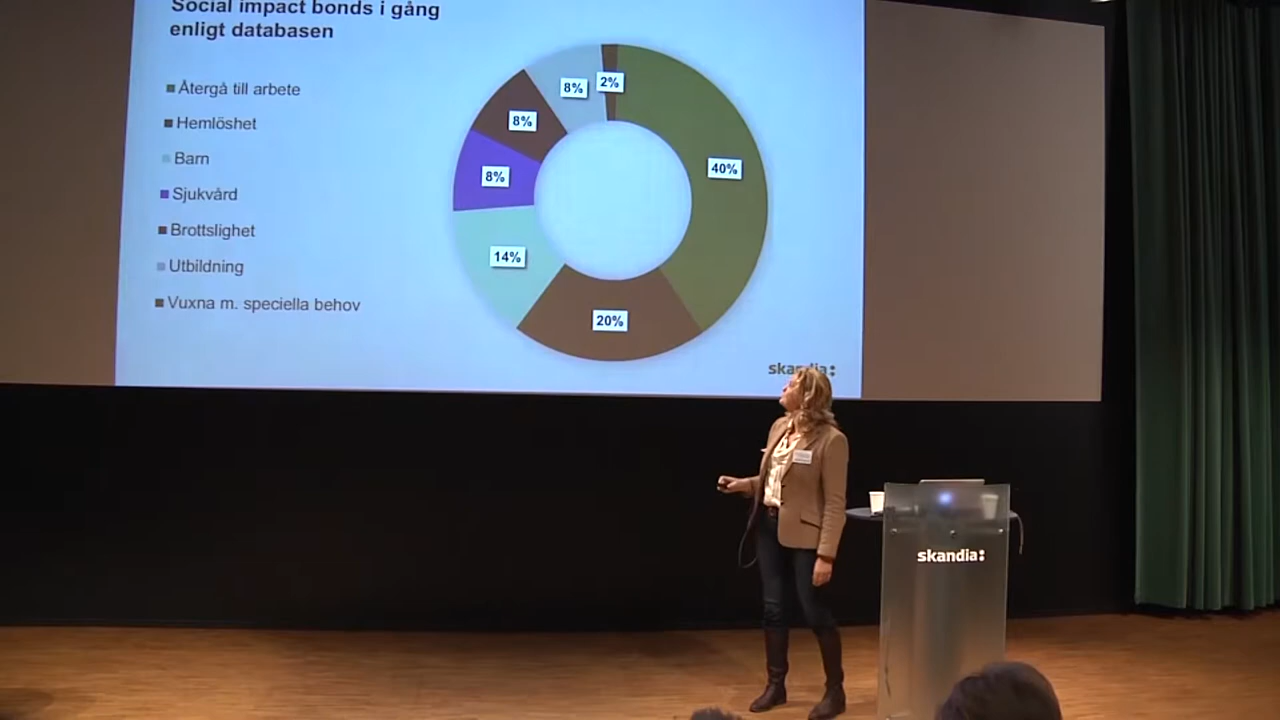 Social impact bonds i gång
enligt databasen
Återgå till arbete
Hemlöshet
Barn
Sjukvård
Brottslighet
Utbildning
Vuxna m. speciella behov
2%
8%
8%
40%
8%
14%
20%
skandia:
skandia: